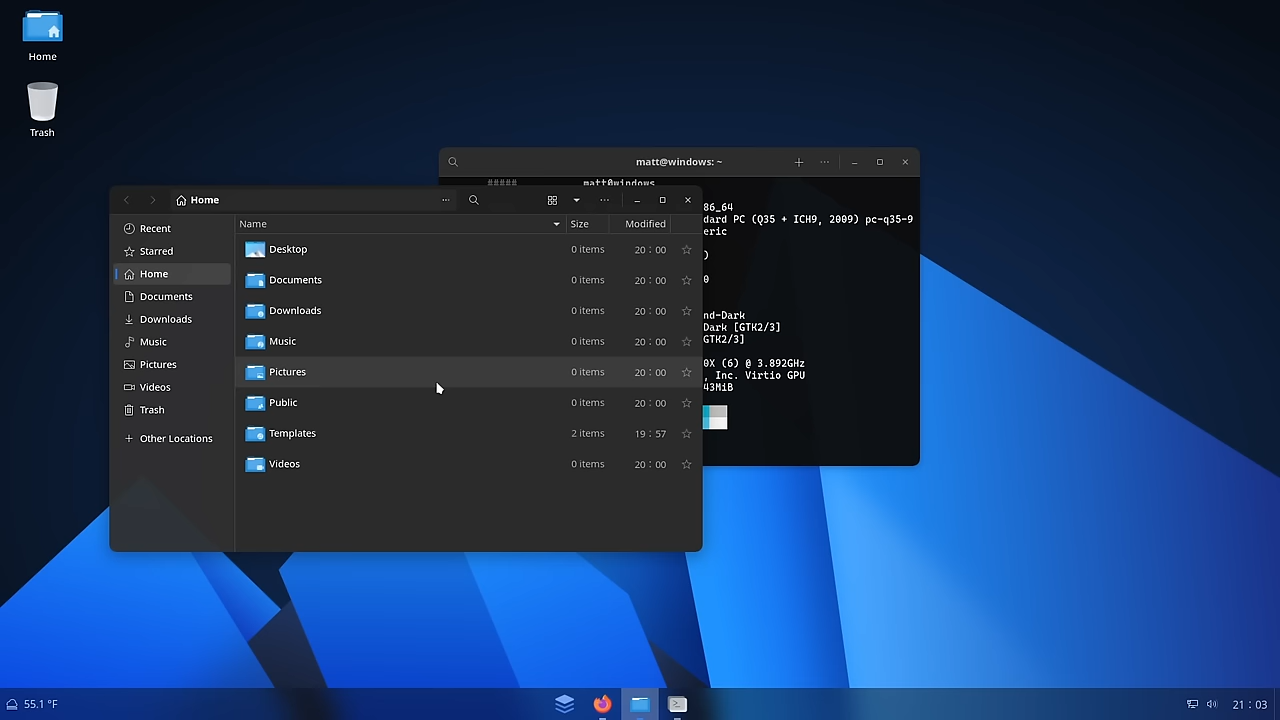 Home
Trash
matt@windows: ~
##### matt@windows
86_64
dard PC (Q35 + ICH9, 2009) pc-q35-9
eric
)
0
nd-Dark
Dark [GTK2/3]
GTK2/3]
0X (6) @ 3.892GHz
, Inc. Virtio GPU
43MiB
Home
Recent
Starred
Home
Documents
Downloads
Music
Pictures
Videos
Trash
Other Locations
Name Size Modified
Desktop 0 items 20:00
Documents 0 items 20:00
Downloads 0 items 20:00
Music 0 items 20:00
Pictures 0 items 20:00
Public 0 items 20:00
Templates 2 items 19:57
Videos 0 items 20:00
55.1 °F
21:03